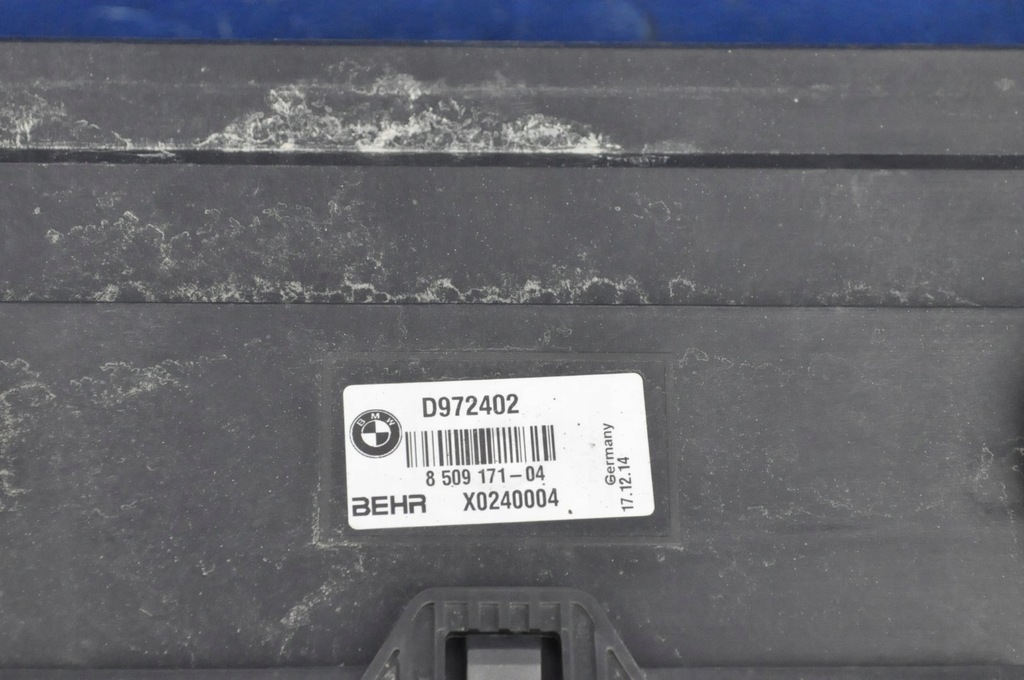 D972402
BMW
8 509 171-04
BEHR X0240004
Germany
17.12.14